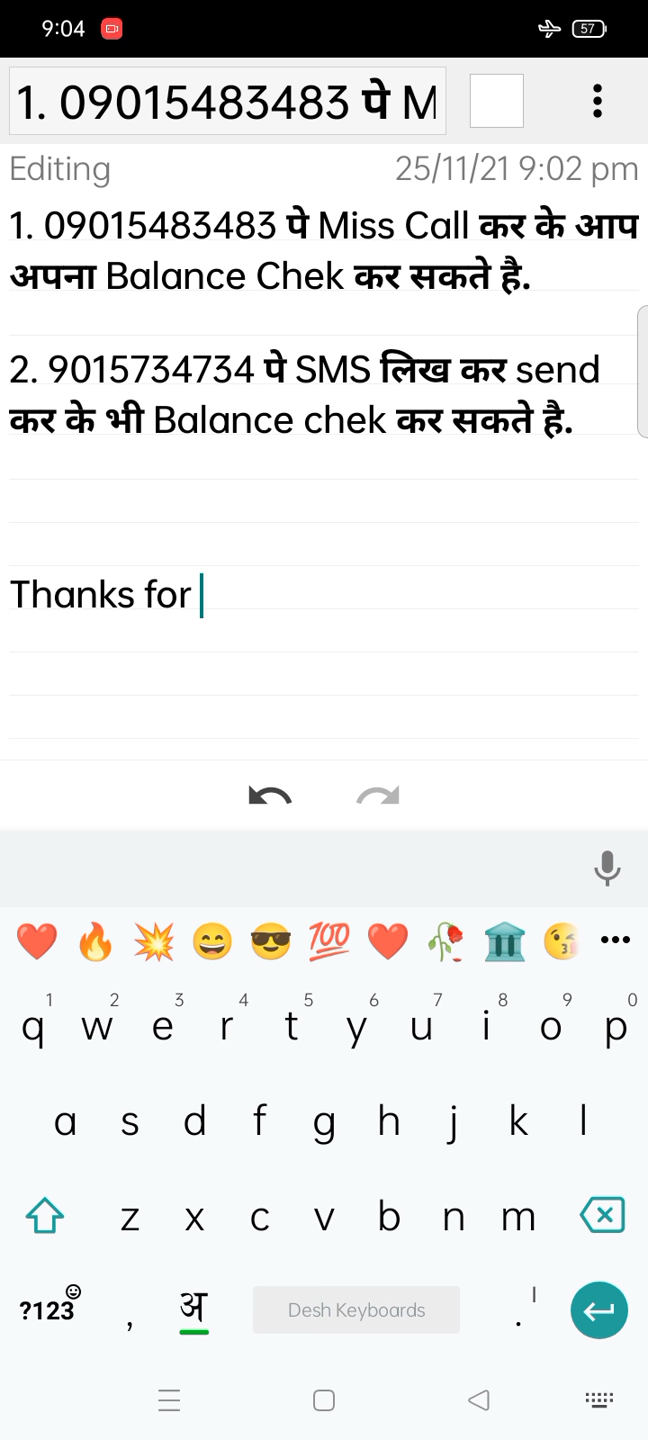 9:04
57
1. 09015483483 पे M
Editing
25/11/21 9:02 pm
1. 09015483483 पे Miss Call कर के आप
अपना Balance Chek कर सकते है.
2. 9015734734 पे SMS लिख कर send
कर के भी Balance chek कर सकते है.
Thanks for
💯
1 2 3 4 5 6 7 8 9 0
q w e r t y u i o p
a s d f g h j k l
z x c v b n m
?123 , अ Desh Keyboards . |